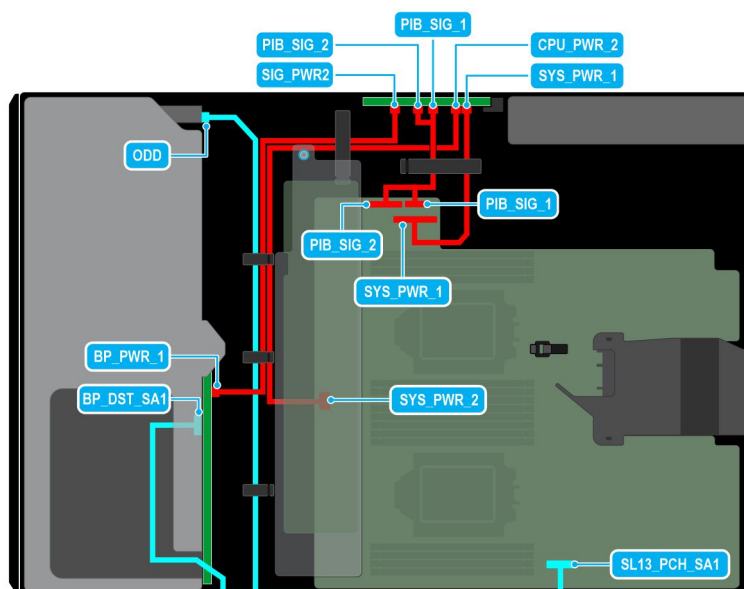 PIB_SIG_1
PIB_SIG_2
CPU_PWR_2
SIG_PWR2
SYS_PWR_1
ODD
PIB_SIG_1
PIB_SIG_2
SYS_PWR_1
BP_PWR_1
BP_DST_SA1
SYS_PWR_2
SL13_PCH_SA1